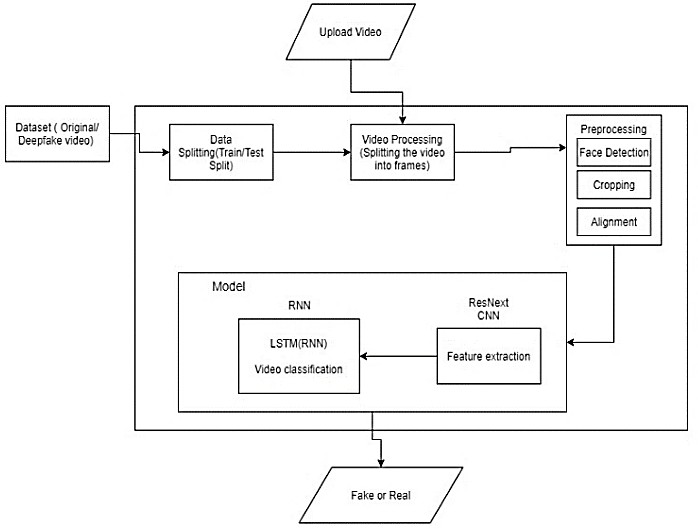 Upload Video
Dataset ( Original/
Deepfake video)
Data
Splitting(Train/Test
Split)
Video Processing
(Splitting the video
into frames)
Preprocessing
Face Detection
Cropping
Alignment
Model
RNN
LSTM(RNN)
Video classification
ResNext
CNN
Feature extraction
Fake or Real